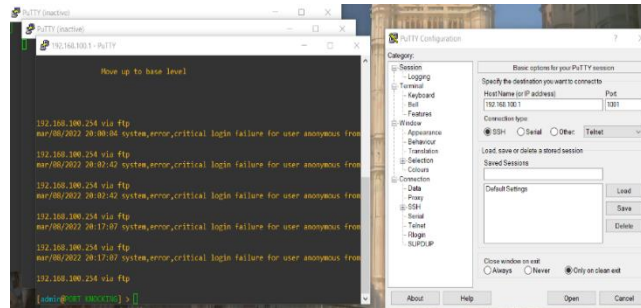 PuTTY (inactive)
PuTTY (inactive)
192.168.100.1 - PuTTY
Move up to base level
192.168.100.254 via ftp
mar/08/2022 20:00:04 system,error,critical login failure for user anonymous from
192.168.100.254 via ftp
mar/08/2022 20:02:42 system,error,critical login failure for user anonymous from
192.168.100.254 via ftp
mar/08/2022 20:02:42 system,error,critical login failure for user anonymous from
192.168.100.254 via ftp
mar/08/2022 20:17:07 system,error,critical login failure for user anonymous from
192.168.100.254 via ftp
mar/08/2022 20:17:07 system,error,critical login failure for user anonymous from
192.168.100.254 via ftp
[admin@PORT KNOCKING] >
PuTTY Configuration
Category:
Session
Logging
Terminal
Keyboard
Bell
Features
Window
Appearance
Behaviour
Translation
Selection
Colours
Connection
Data
Proxy
SSH
Serial
Telnet
Rlogin
SUPDUP
Basic options for your PuTTY session
Specify the destination you want to connect to
Host Name (or IP address) Port
192.168.100.1 1001
Connection type:
SSH Serial Other: Telnet
Load, save or delete a stored session
Saved Sessions
Default Settings
Load
Save
Delete
Close window on exit:
Always Never Only on clean exit
About Help Open Cancel